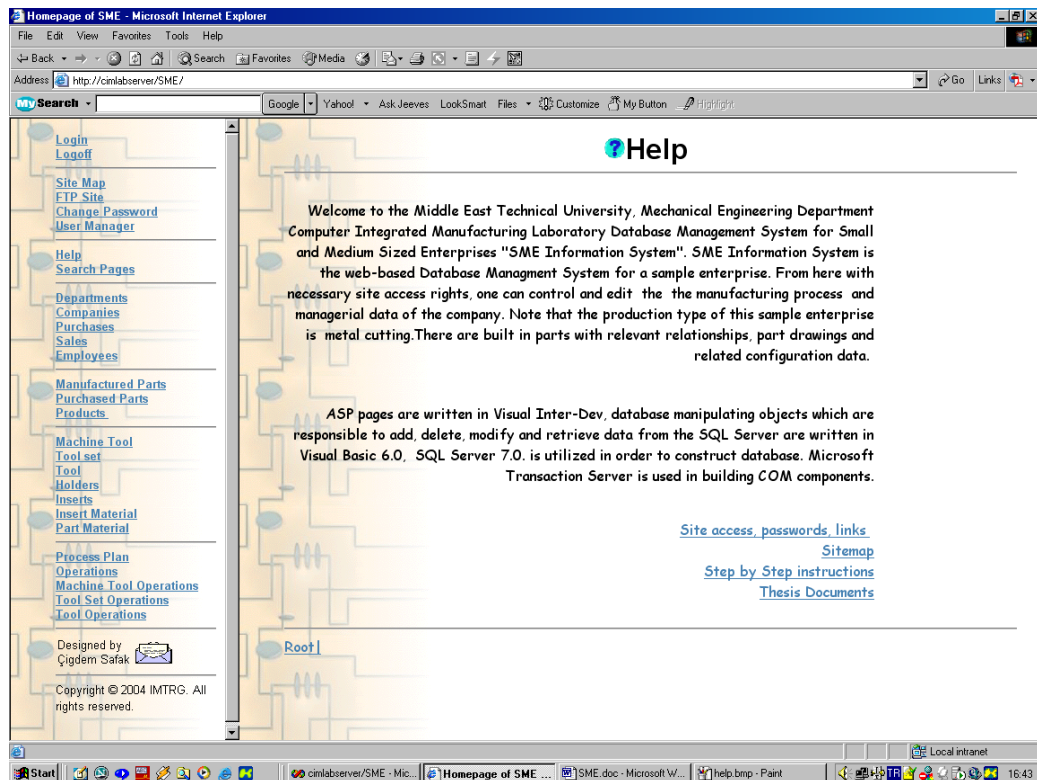 Homepage of SME - Microsoft Internet Explorer
File Edit View Favorites Tools Help
Back Search Favorites Media
Address http://cimlabserver/SME/ Go Links
My Search Google Yahoo! Ask Jeeves LookSmart Files Customize My Button Highlight
Login
Logoff
Site Map
FTP Site
Change Password
User Manager
Help
Search Pages
Departments
Companies
Purchases
Sales
Employees
Manufactured Parts
Purchased Parts
Products
Machine Tool
Tool set
Tool
Holders
Inserts
Insert Material
Part Material
Process Plan
Operations
Machine Tool Operations
Tool Set Operations
Tool Operations
Designed by
Çigdem Safak
Copyright © 2004 IMTRG. All
rights reserved.
?Help
Welcome to the Middle East Technical University, Mechanical Engineering Department
Computer Integrated Manufacturing Laboratory Database Management System for Small
and Medium Sized Enterprises "SME Information System". SME Information System is
the web-based Database Managment System for a sample enterprise. From here with
necessary site access rights, one can control and edit the the manufacturing process and
managerial data of the company. Note that the production type of this sample enterprise
is metal cutting.There are built in parts with relevant relationships, part drawings and
related configuration data.
ASP pages are written in Visual Inter-Dev, database manipulating objects which are
responsible to add, delete, modify and retrieve data from the SQL Server are written in
Visual Basic 6.0, SQL Server 7.0. is utilized in order to construct database. Microsoft
Transaction Server is used in building COM components.
Site access, passwords, links
Sitemap
Step by Step instructions
Thesis Documents
Root|
Local intranet
Start cimlabserver/SME - Mic... Homepage of SME ... SME.doc - Microsoft W... help.bmp - Paint TR 16:43